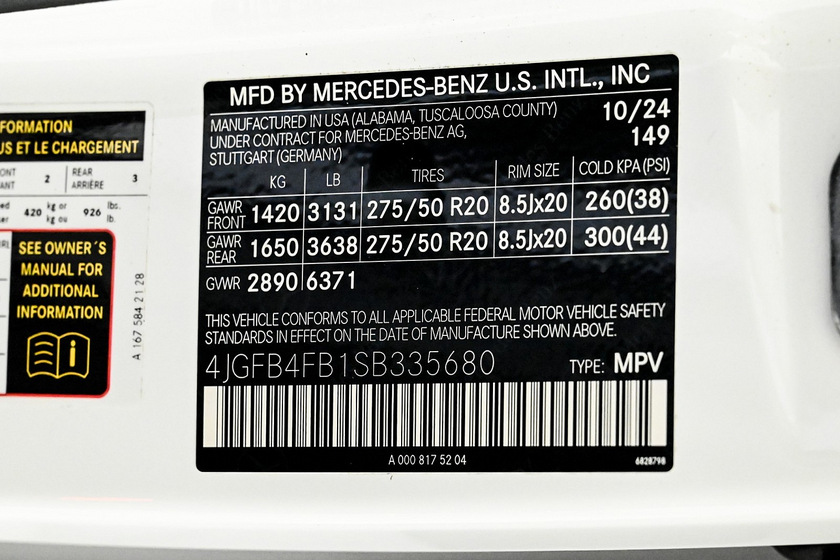 FORMATION
US ET LE CHARGEMENT
ONT
ANT
2
REAR
ARRIÈRE
3
ed
er
420
kg or
kg ou
926
lbs.
lb.
SEE OWNER´S
MANUAL FOR
ADDITIONAL
INFORMATION
i
A 167 584 21 28
MFD BY MERCEDES-BENZ U.S. INTL., INC
MANUFACTURED IN USA (ALABAMA, TUSCALOOSA COUNTY) 10/24
UNDER CONTRACT FOR MERCEDES-BENZ AG, 149
STUTTGART (GERMANY)
KG LB TIRES RIM SIZE COLD KPA(PSI)
GAWR FRONT 1420 3131 275/50 R20 8.5Jx20 260(38)
GAWR REAR 1650 3638 275/50 R20 8.5Jx20 300(44)
GVWR 2890 6371
THIS VEHICLE CONFORMS TO ALL APPLICABLE FEDERAL MOTOR VEHICLE SAFETY
STANDARDS IN EFFECT ON THE DATE OF MANUFACTURE SHOWN ABOVE.
4JGFB4FB1SB335680 TYPE: MPV
A 000 817 52 04 6828798